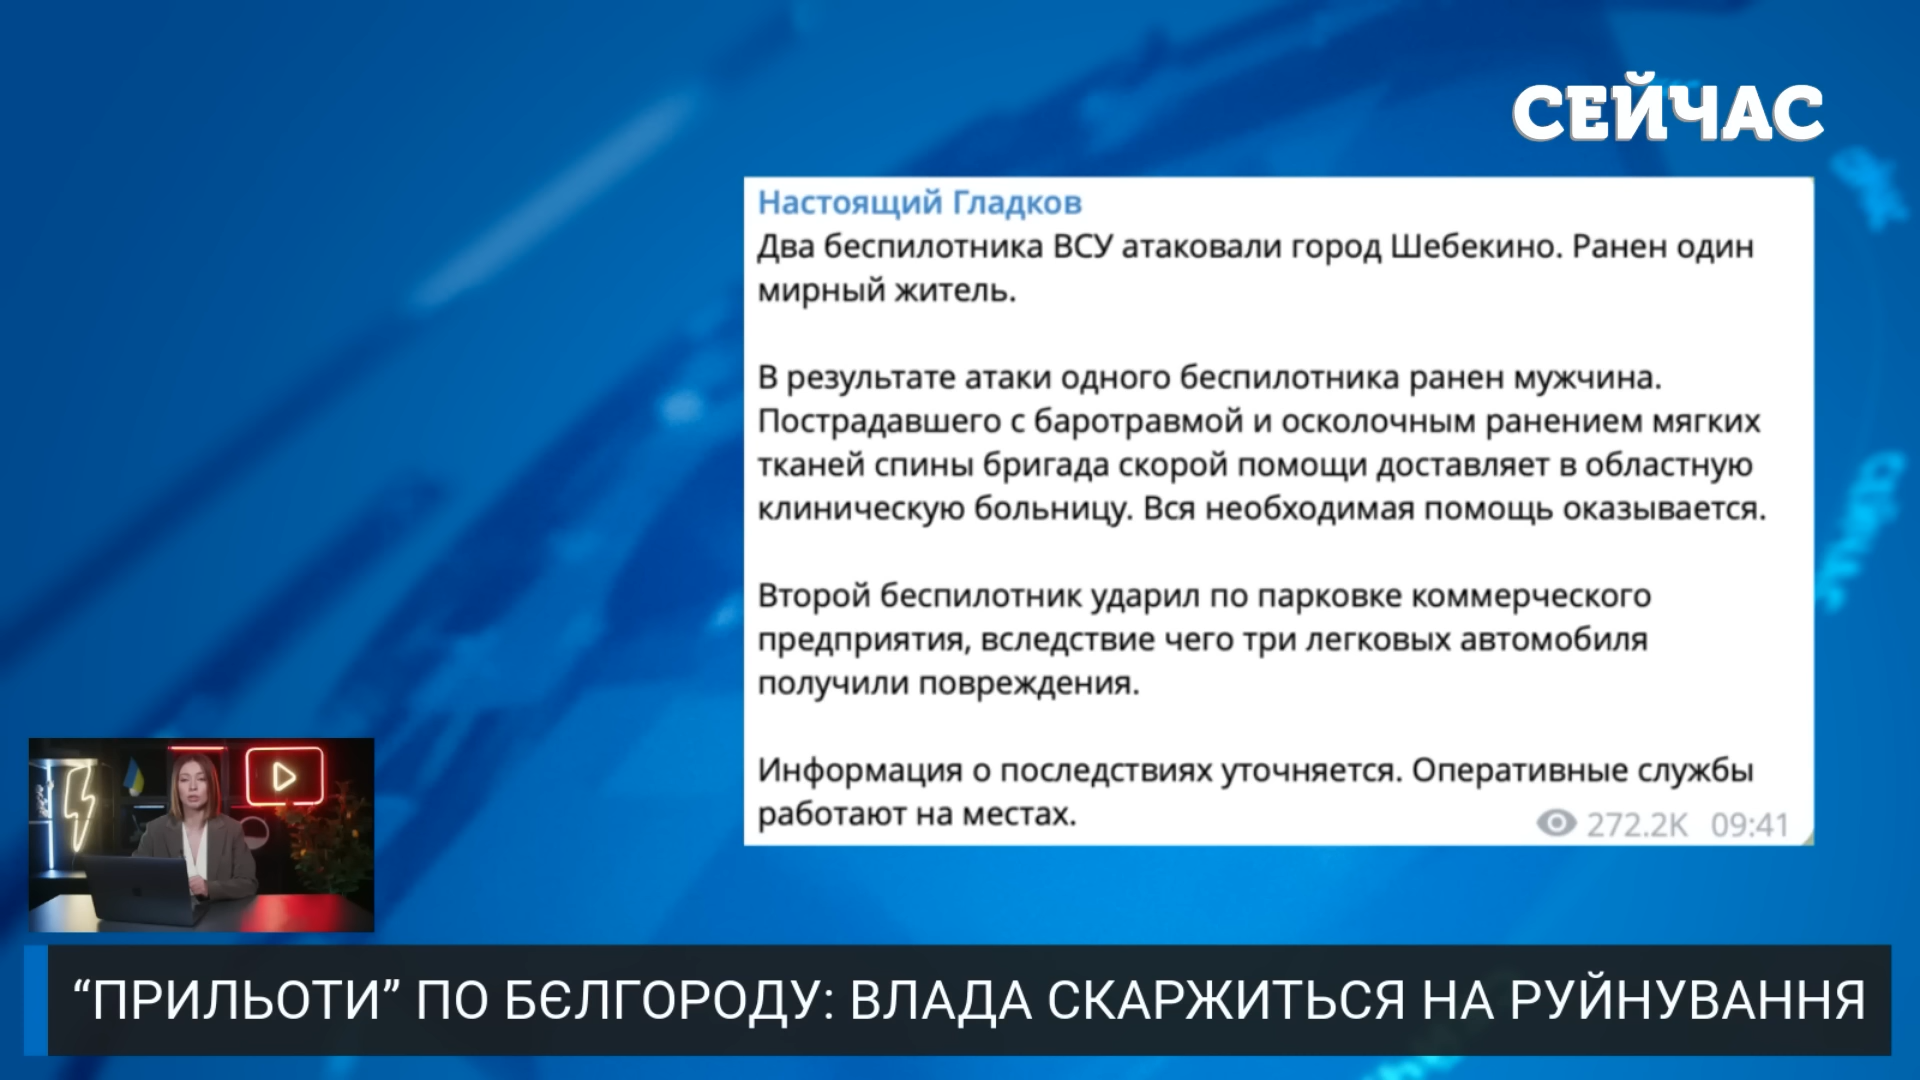 СЕЙЧАС
Настоящий Гладков
Два беспилотника ВСУ атаковали город Шебекино. Ранен один
мирный житель.
В результате атаки одного беспилотника ранен мужчина.
Пострадавшего с баротравмой и осколочным ранением мягких
тканей спины бригада скорой помощи доставляет в областную
клиническую больницу. Вся необходимая помощь оказывается.
Второй беспилотник ударил по парковке коммерческого
предприятия, вследствие чего три легковых автомобиля
получили повреждения.
Информация о последствиях уточняется. Оперативные службы
работают на местах.
272.2K 09:41
“ПРИЛЬОТИ” ПО БЄЛГОРОДУ: ВЛАДА СКАРЖИТЬСЯ НА РУЙНУВАННЯ